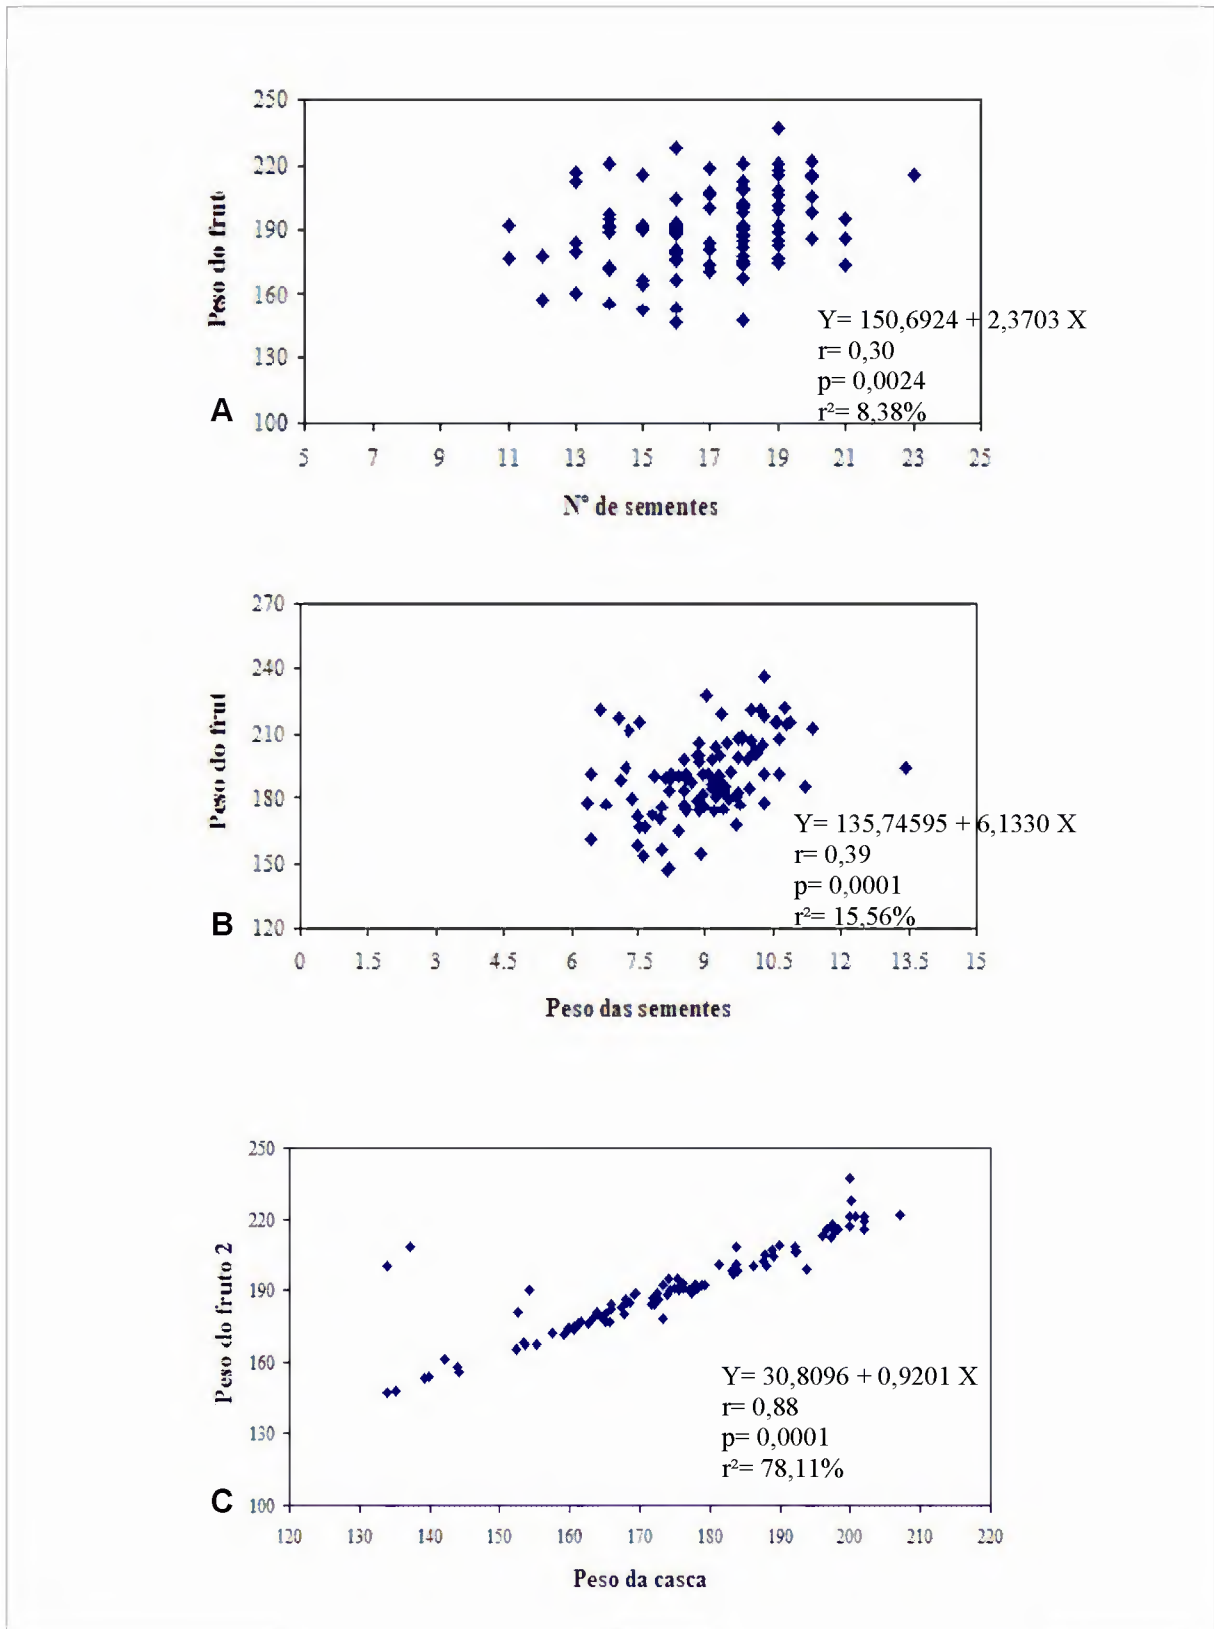 250
220
190
160
130
100
Peso do frut
A
Y= 150,6924 + 2,3703 X
r= 0,30
p= 0,0024
r²= 8,38%
5 7 9 11 13 15 17 19 21 23 25
Nº de sementes
270
240
210
180
150
120
Peso do frut
B
Y= 135,74595 + 6,1330 X
r= 0,39
p= 0,0001
r²= 15,56%
0 1.5 3 4.5 6 7.5 9 10.5 12 13.5 15
Peso das sementes
250
220
190
160
130
100
Peso do fruto 2
C
Y= 30,8096 + 0,9201 X
r= 0,88
p= 0,0001
r²= 78,11%
120 130 140 150 160 170 180 190 200 210 220
Peso da casca